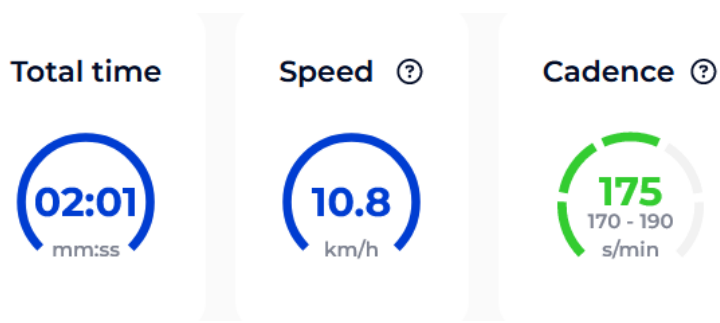 Total time
02:01
mm:ss
Speed ?
10.8
km/h
Cadence ?
175
170 - 190
s/min